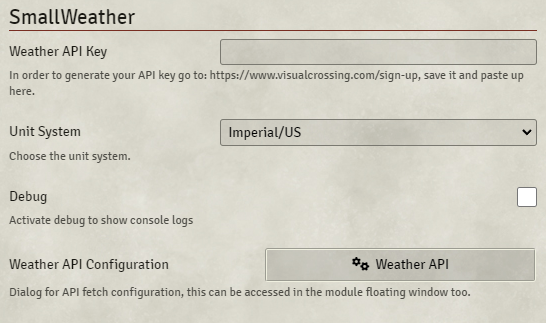 SmallWeather
Weather API Key
In order to generate your API key go to: https://www.visualcrossing.com/sign-up, save it and paste up
here.
Unit System
Imperial/US
Choose the unit system.
Debug
Activate debug to show console logs
Weather API Configuration
Weather API
Dialog for API fetch configuration, this can be accessed in the module floating window too.